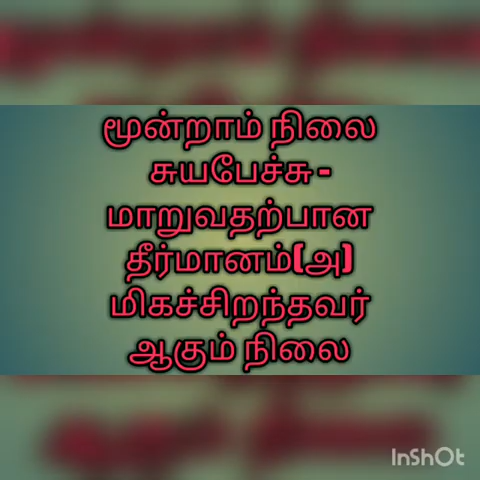 மூன்றாம் நிலை
சுயபேச்சு -
மாறுவதற்பான
தீர்மானம்(அ)
மிகச்சிறந்தவர்
ஆகும் நிலை
InShOt